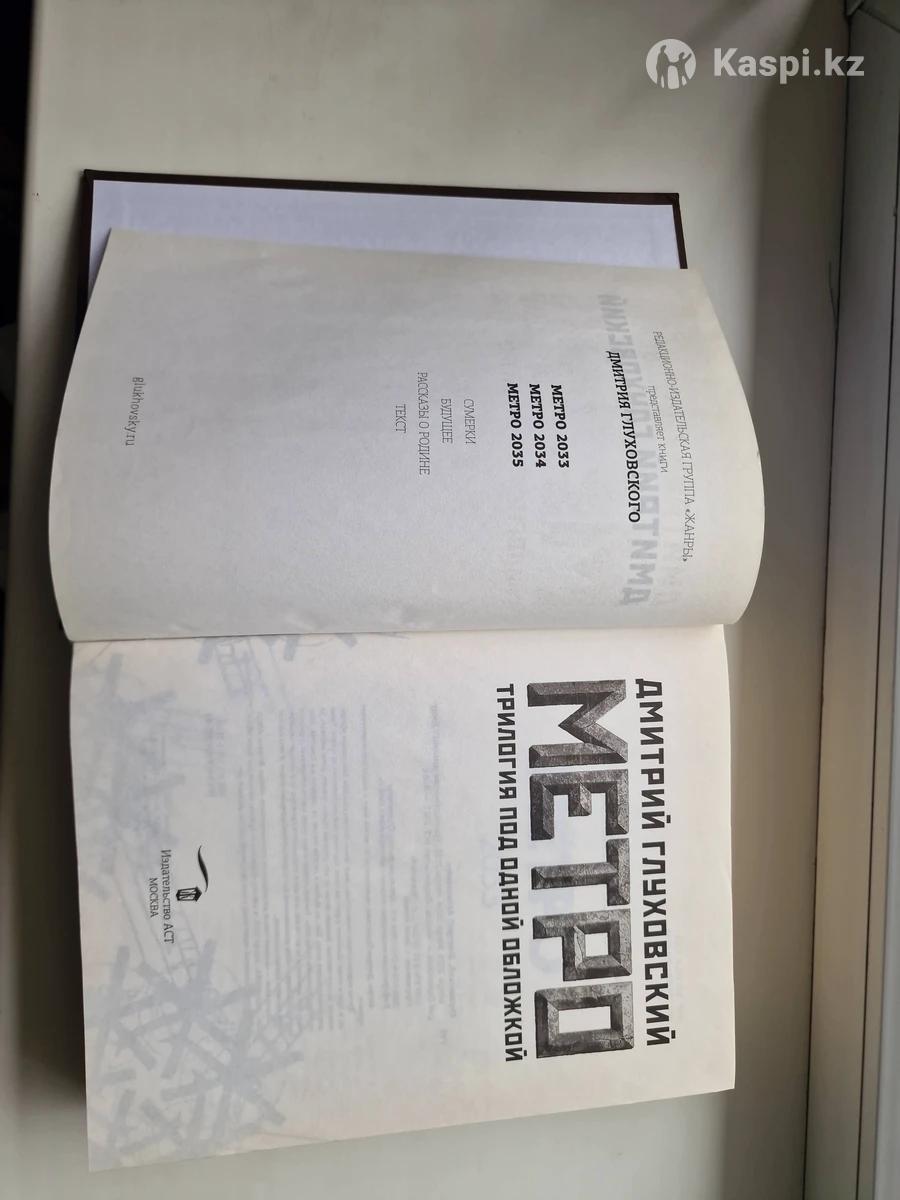 Kaspi.kz
РЕДАКЦИОННО-ИЗДАТЕЛЬСКАЯ ГРУППА «ЖАНРЫ»
представляет книги
ДМИТРИЯ ГЛУХОВСКОГО
МЕТРО 2033
МЕТРО 2034
МЕТРО 2035
СУМЕРКИ
БУДУЩЕЕ
РАССКАЗЫ О РОДИНЕ
ТЕКСТ
glukhovsky.ru
ДМИТРИЙ ГЛУХОВСКИЙ
МЕТРО
ТРИЛОГИЯ ПОД ОДНОЙ ОБЛОЖКОЙ
Издательство АСТ
МОСКВА